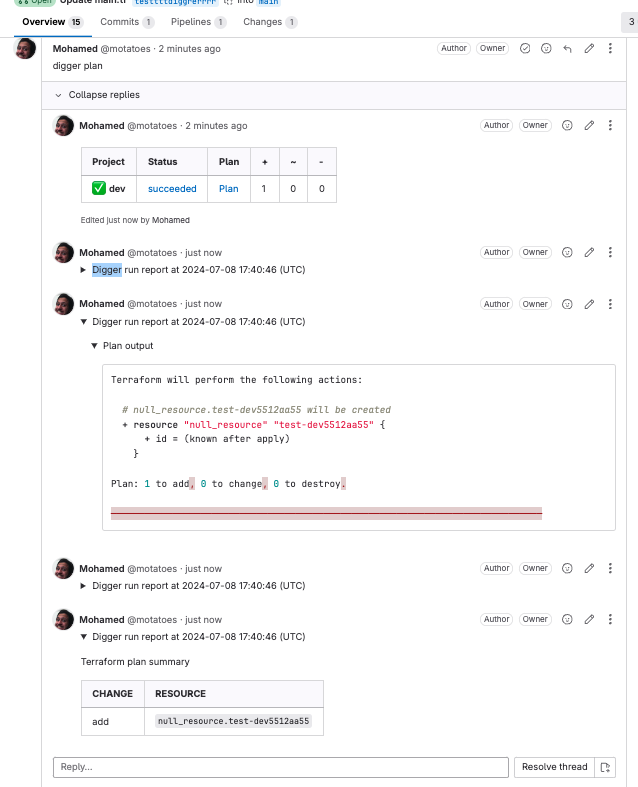 Open Update main.tf testttttdiggrerrrr into main
Overview 15 Commits 1 Pipelines 1 Changes 1
3
Mohamed @motatoes · 2 minutes ago Author Owner
digger plan
Collapse replies
Mohamed @motatoes · 2 minutes ago Author Owner
Project Status Plan + ~ -
✅ dev succeeded Plan 1 0 0
Edited just now by Mohamed
Mohamed @motatoes · just now Author Owner
▶ Digger run report at 2024-07-08 17:40:46 (UTC)
Mohamed @motatoes · just now Author Owner
▼ Digger run report at 2024-07-08 17:40:46 (UTC)
▼ Plan output
Terraform will perform the following actions:
# null_resource.test-dev5512aa55 will be created
+ resource "null_resource" "test-dev5512aa55" {
+ id = (known after apply)
}
Plan: 1 to add, 0 to change, 0 to destroy.
Mohamed @motatoes · just now Author Owner
▶ Digger run report at 2024-07-08 17:40:46 (UTC)
Mohamed @motatoes · just now Author Owner
▼ Digger run report at 2024-07-08 17:40:46 (UTC)
Terraform plan summary
CHANGE RESOURCE
add null_resource.test-dev5512aa55
Reply... Resolve thread